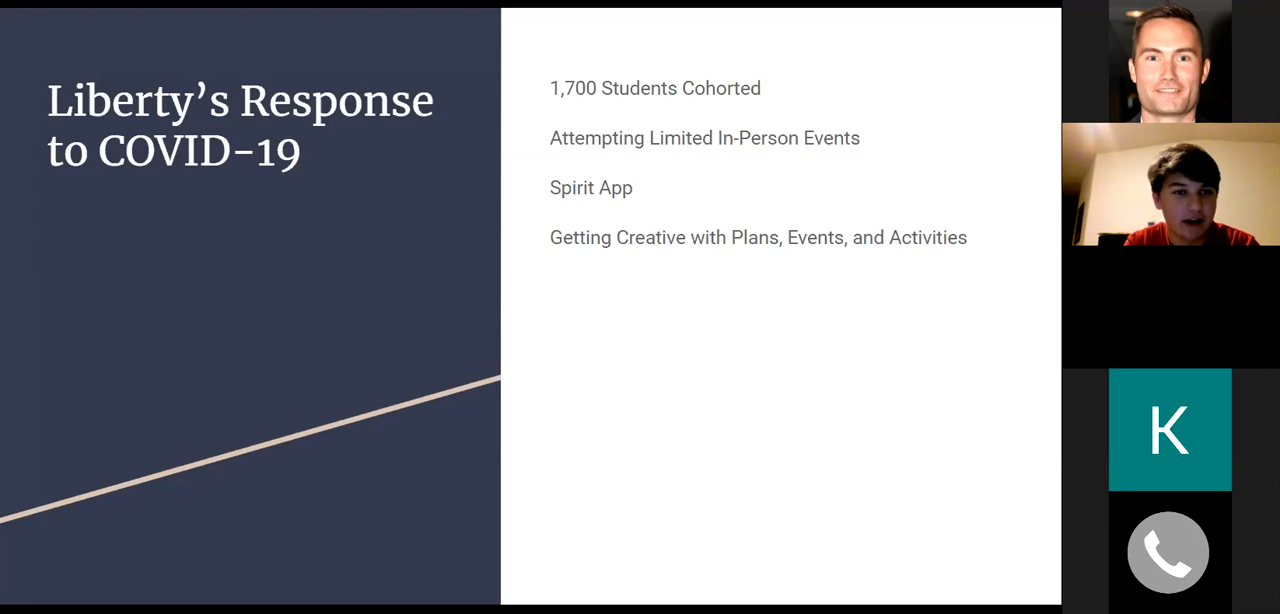 Liberty’s Response
to COVID-19
1,700 Students Cohorted
Attempting Limited In-Person Events
Spirit App
Getting Creative with Plans, Events, and Activities
K